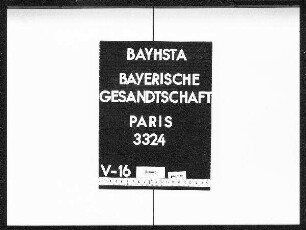 BAYHSTA
BAYERISCHE
GESANDTSCHAFT
PARIS
3324
V-16